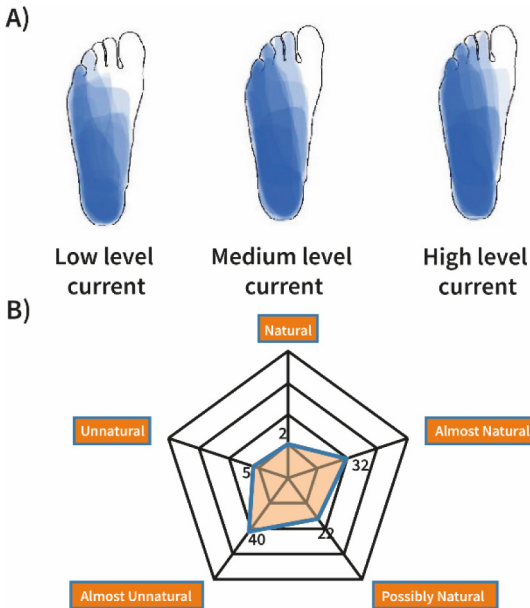 A)
Low level
current
Medium level
current
High level
current
B)
Natural
Unnatural
Almost Natural
2
5
32
40
22
Almost Unnatural
Possibly Natural